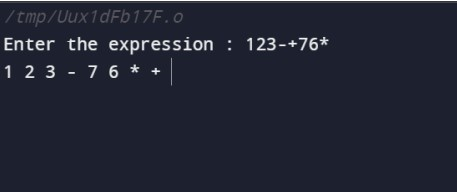 /tmp/Uux1dFb17F.o
Enter the expression : 123-+76*
1 2 3 - 7 6 * +